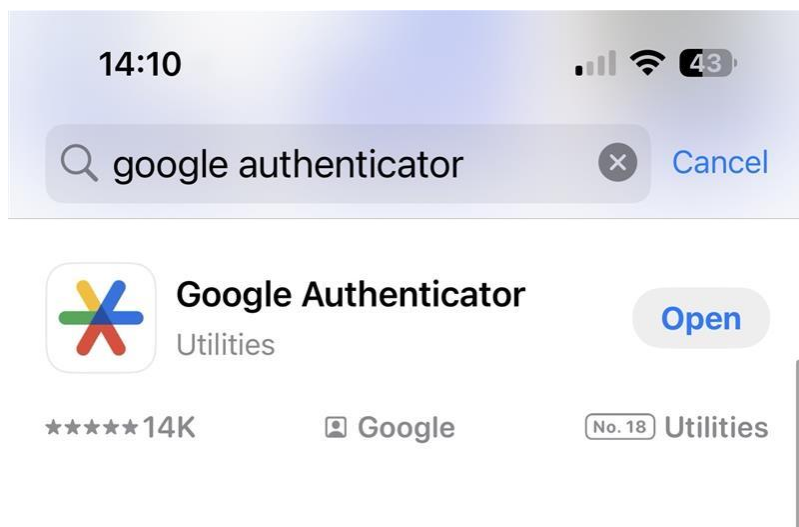 14:10
43
google authenticator
Cancel
Google Authenticator
Utilities
Open
14K
Google
No. 18 Utilities